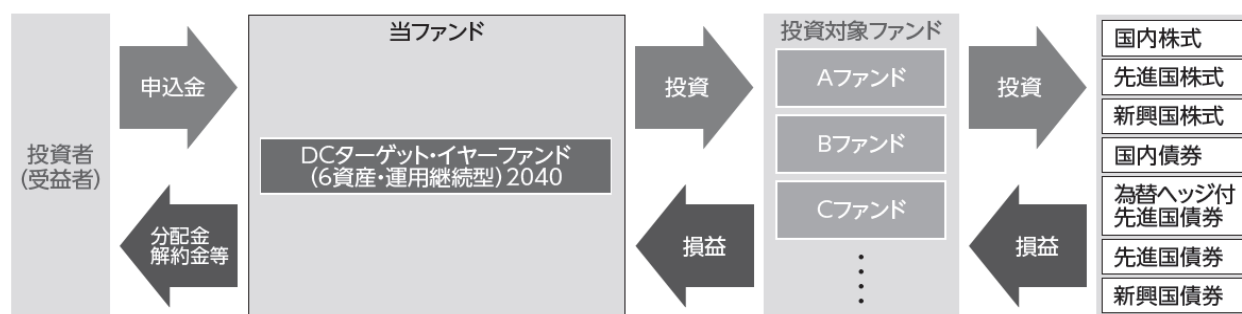 投資者
(受益者)
申込金
分配金
解約金等
当ファンド
DCターゲット・イヤーファンド
(6資産・運用継続型)2040
投資
損益
投資対象ファンド
Aファンド
Bファンド
Cファンド
投資
損益
国内株式
先進国株式
新興国株式
国内債券
為替ヘッジ付
先進国債券
先進国債券
新興国債券